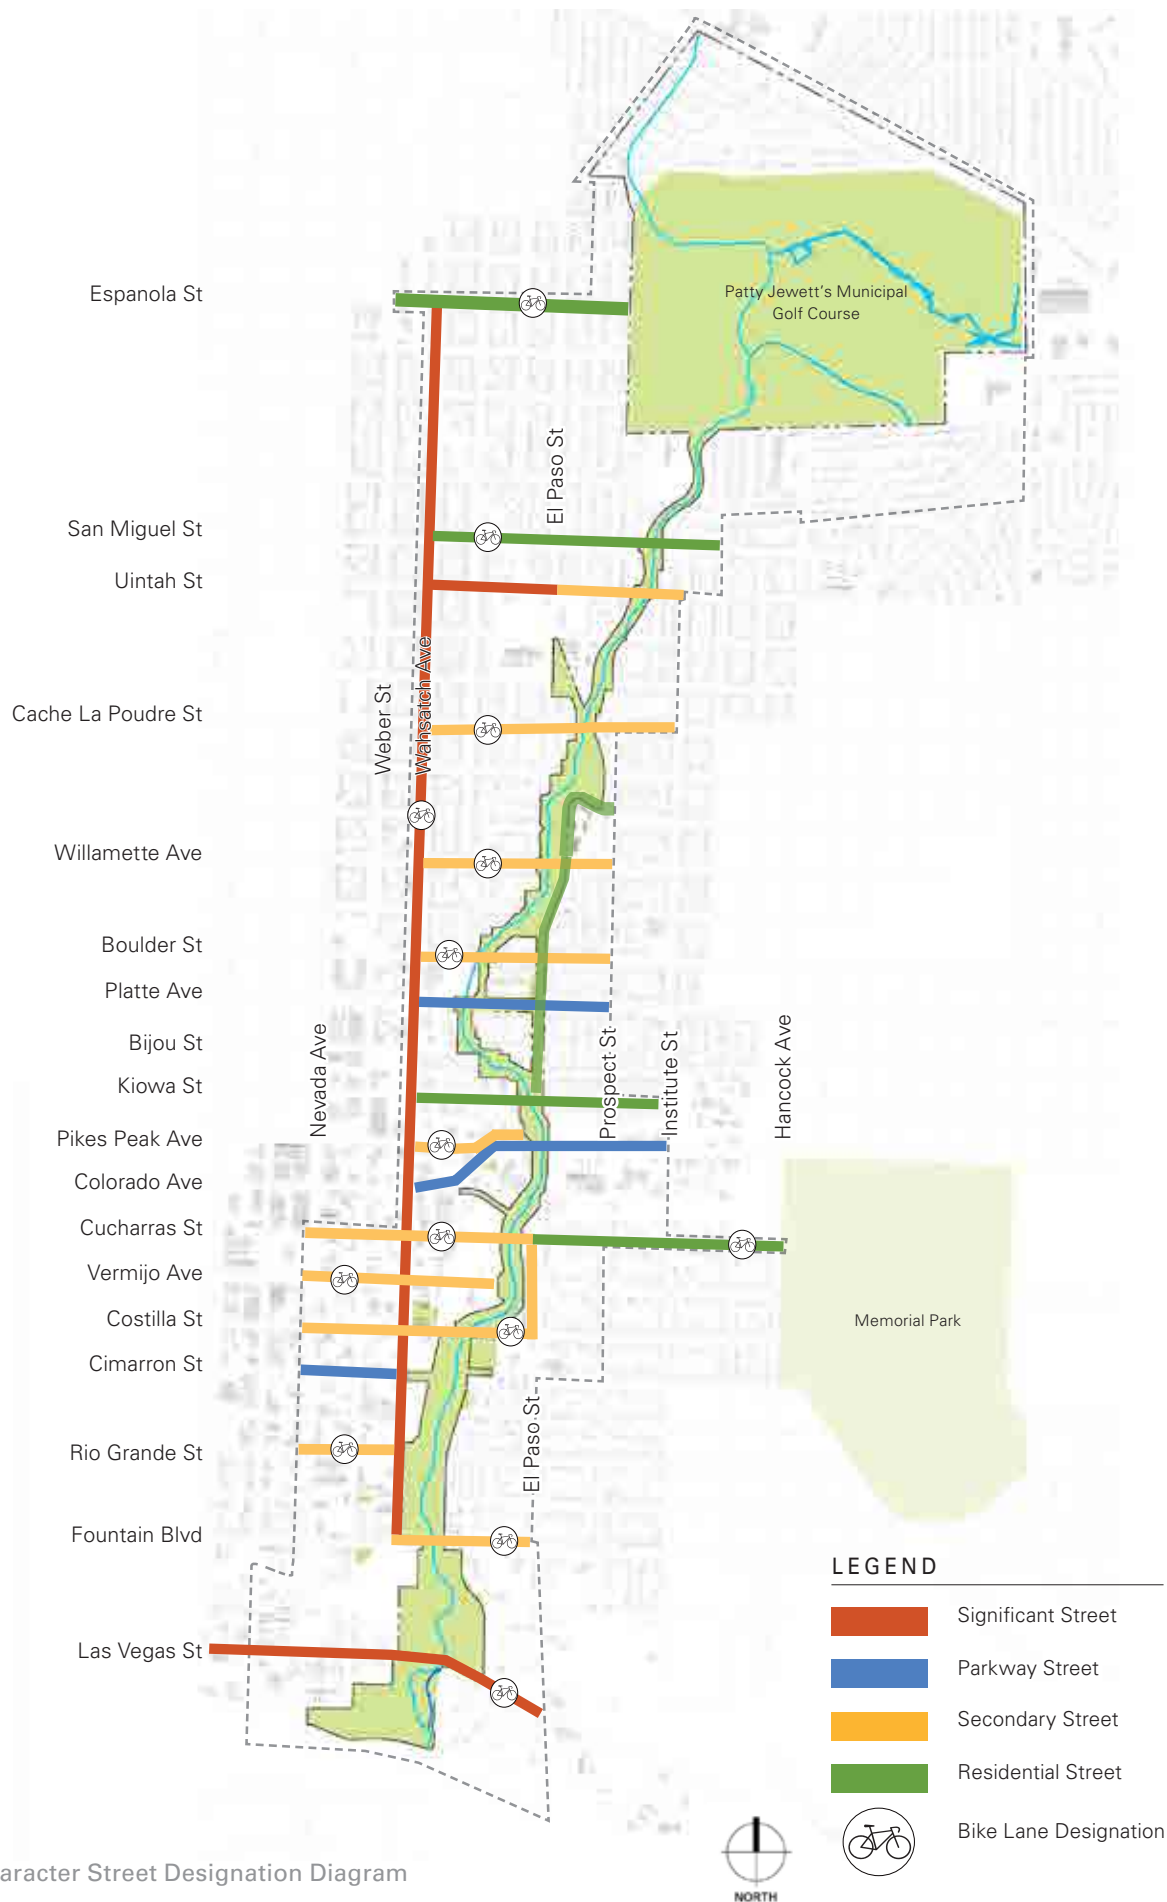 Espanola St
Patty Jewett's Municipal
Golf Course
El Paso St
San Miguel St
Uintah St
Wahsatch Ave
Weber St
Cache La Poudre St
Willamette Ave
Boulder St
Platte Ave
Bijou St
Nevada Ave
Prospect St
Institute St
Hancock Ave
Kiowa St
Pikes Peak Ave
Colorado Ave
Cucharras St
Vermijo Ave
Costilla St
Memorial Park
Cimarron St
El Paso St
Rio Grande St
Fountain Blvd
Las Vegas St
LEGEND
Significant Street
Parkway Street
Secondary Street
Residential Street
Bike Lane Designation
aracter Street Designation Diagram
NORTH